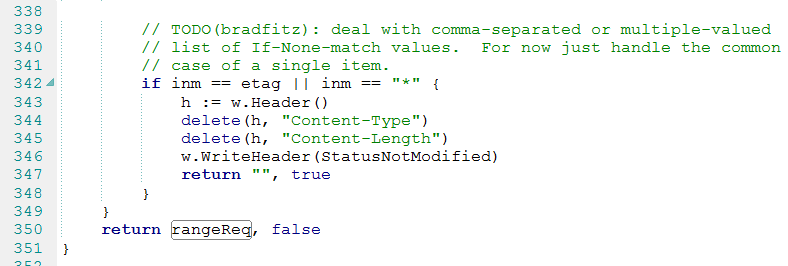 338
339 // TODO(bradfitz): deal with comma-separated or multiple-valued
340 // list of If-None-match values.  For now just handle the common
341 // case of a single item.
342 if inm == etag || inm == "*" {
343 h := w.Header()
344 delete(h, "Content-Type")
345 delete(h, "Content-Length")
346 w.WriteHeader(StatusNotModified)
347 return "", true
348 }
349 }
350 return rangeReq, false
351 }
352